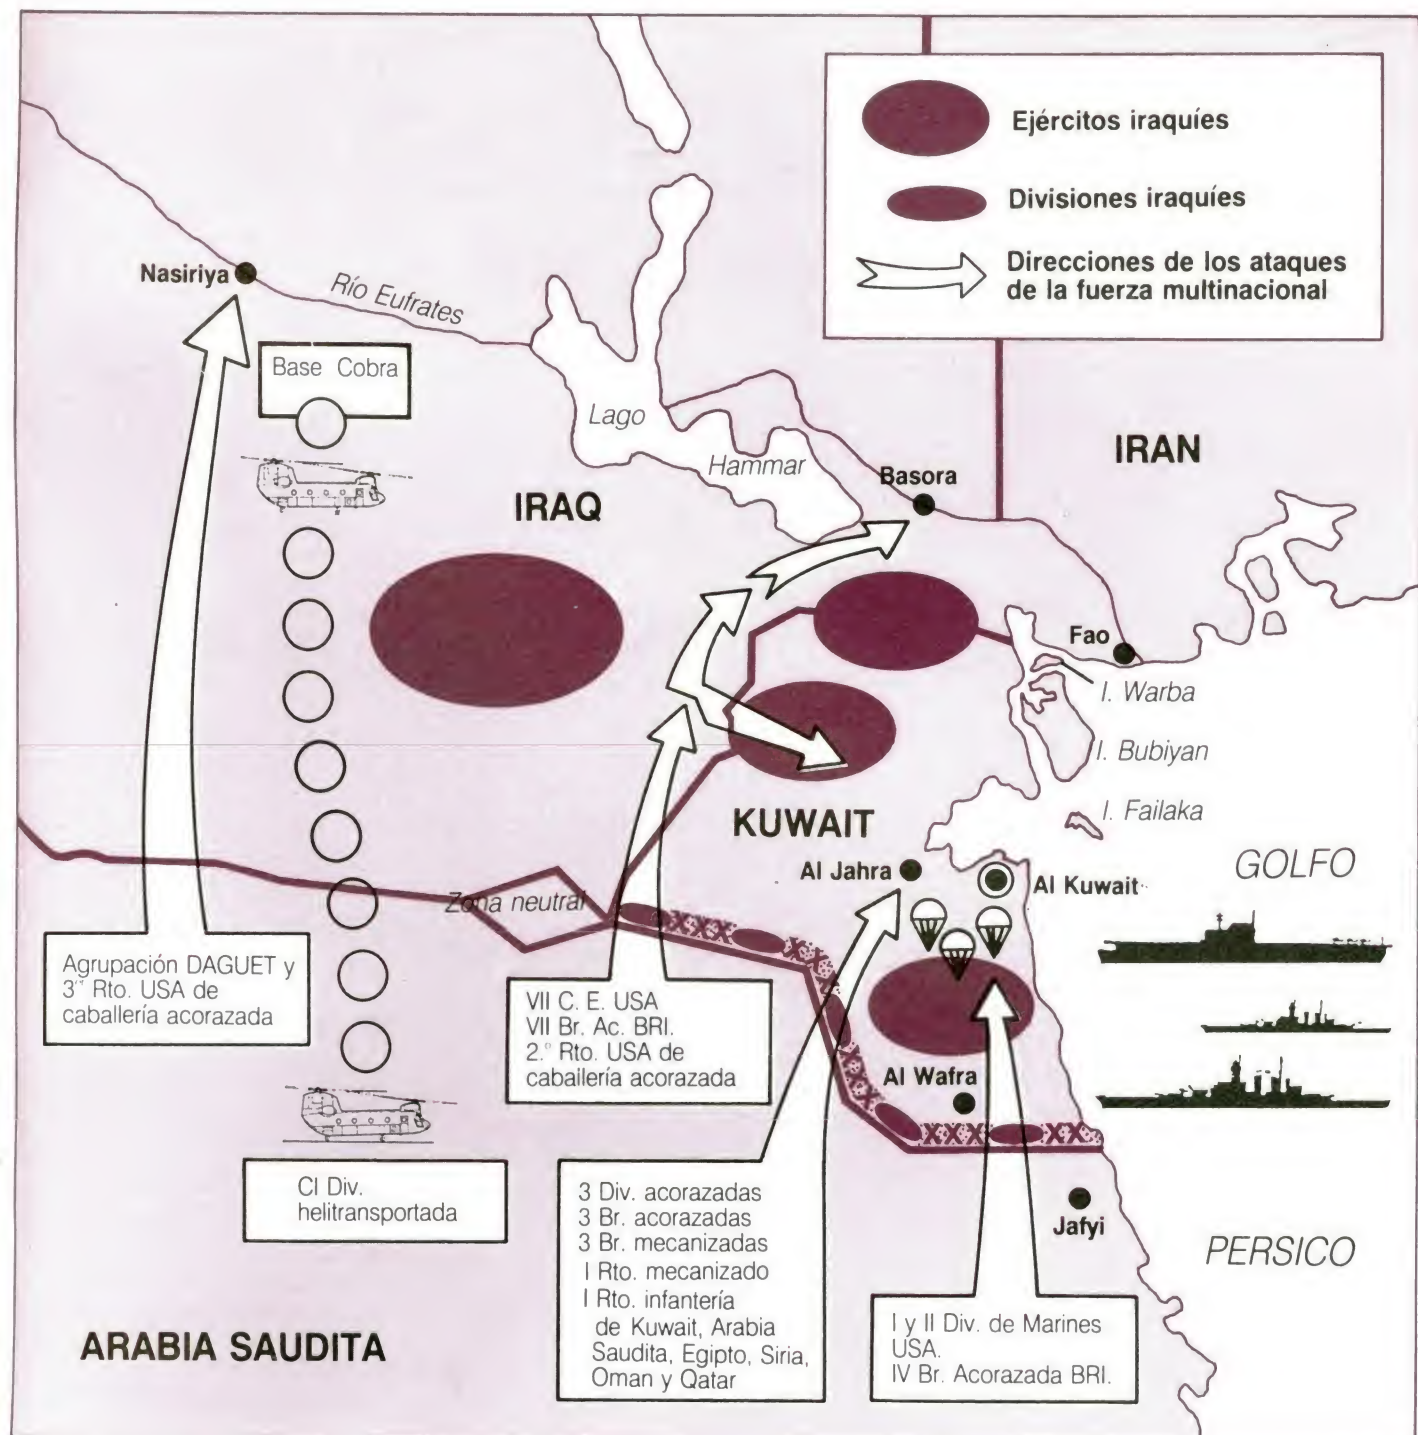 Ejércitos iraquíes
Divisiones iraquíes
Direcciones de los ataques
de la fuerza multinacional
Nasiriya
Río Eufrates
Base Cobra
Lago
Hammar
Basora
IRAN
IRAQ
Fao
I. Warba
I. Bubiyan
I. Failaka
KUWAIT
Al Jahra
Al Kuwait
GOLFO
Zona neutral
Agrupación DAGUET y
3er Rto. USA de
caballería acorazada
VII C. E. USA
VII Br. Ac. BRI.
2.º Rto. USA de
caballería acorazada
Al Wafra
CI Div.
helitransportada
3 Div. acorazadas
3 Br. acorazadas
3 Br. mecanizadas
I Rto. mecanizado
I Rto. infantería
de Kuwait, Arabia
Saudita, Egipto, Siria,
Oman y Qatar
Jafyi
PERSICO
I y II Div. de Marines
USA.
IV Br. Acorazada BRI.
ARABIA SAUDITA